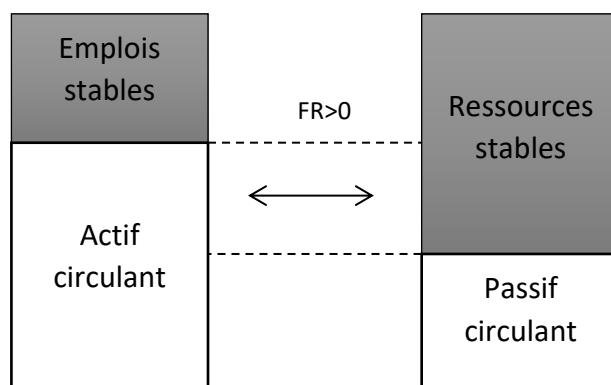 Emplois
stables
FR>0
Ressources
stables
Actif
circulant
Passif
circulant